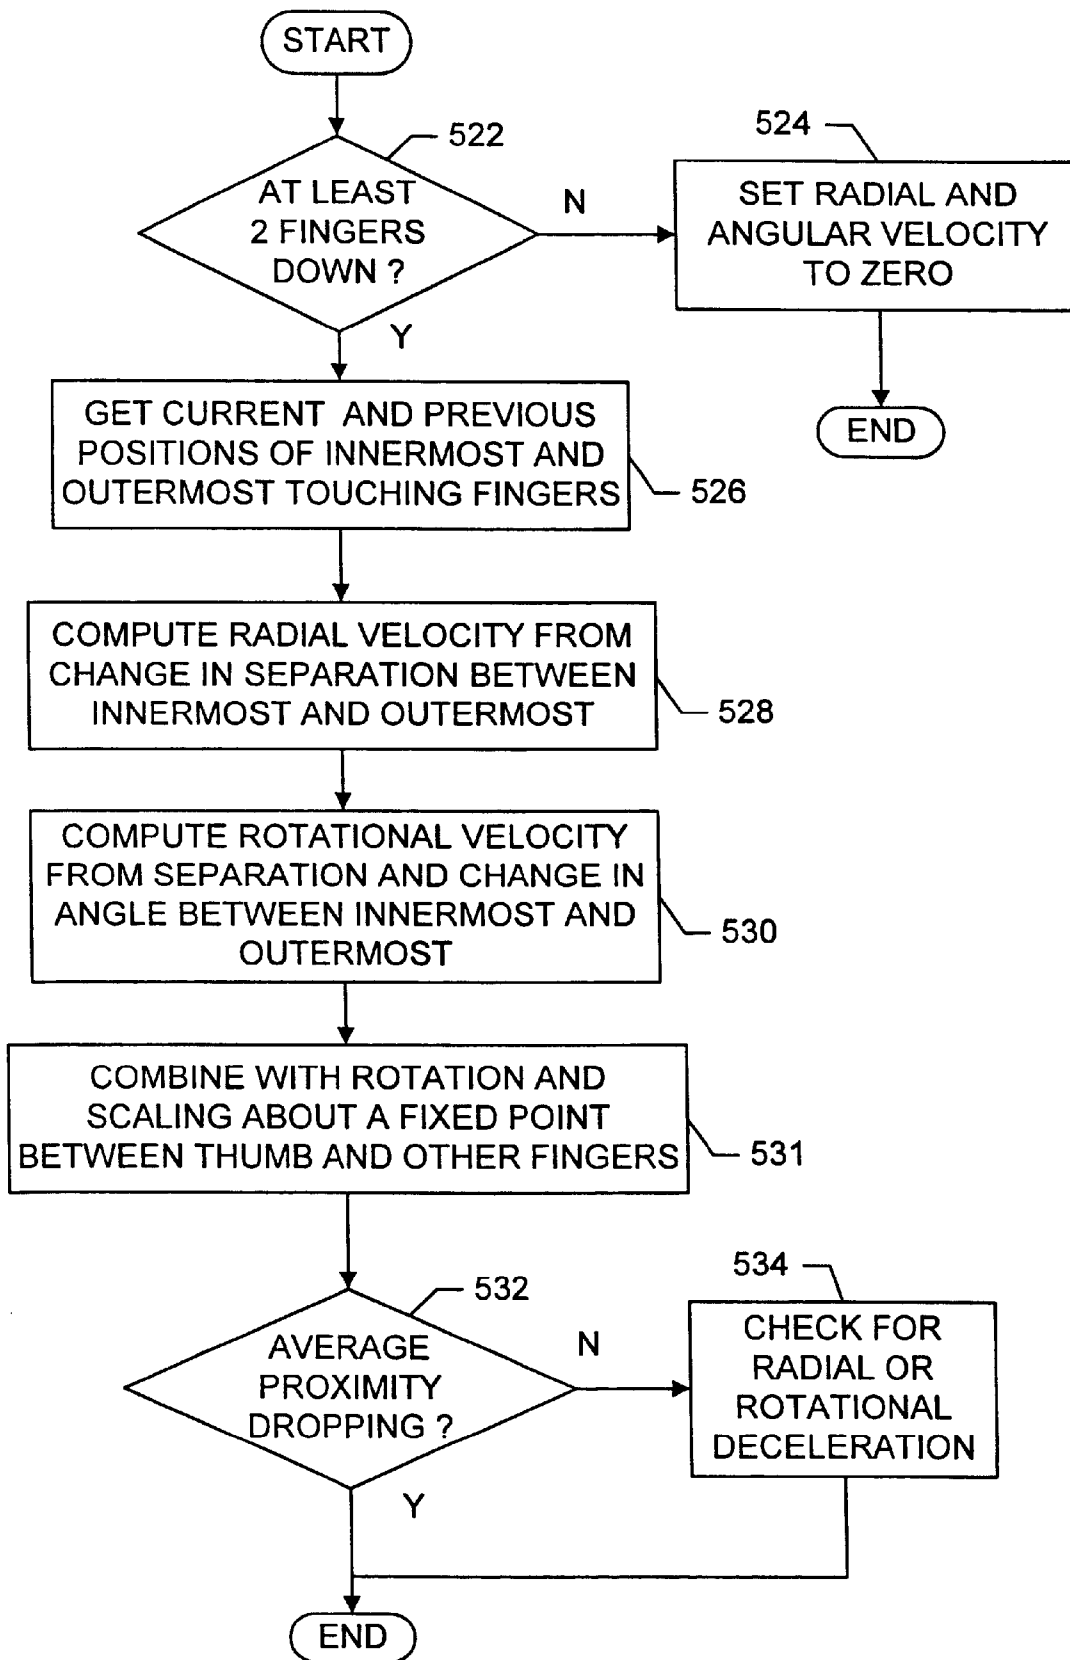 START
522
AT LEAST
2 FINGERS
DOWN ?
N
524
SET RADIAL AND
ANGULAR VELOCITY
TO ZERO
END
Y
GET CURRENT AND PREVIOUS
POSITIONS OF INNERMOST AND
OUTERMOST TOUCHING FINGERS
526
COMPUTE RADIAL VELOCITY FROM
CHANGE IN SEPARATION BETWEEN
INNERMOST AND OUTERMOST
528
COMPUTE ROTATIONAL VELOCITY
FROM SEPARATION AND CHANGE IN
ANGLE BETWEEN INNERMOST AND
OUTERMOST
530
COMBINE WITH ROTATION AND
SCALING ABOUT A FIXED POINT
BETWEEN THUMB AND OTHER FINGERS
531
532
AVERAGE
PROXIMITY
DROPPING ?
N
534
CHECK FOR
RADIAL OR
ROTATIONAL
DECELERATION
Y
END